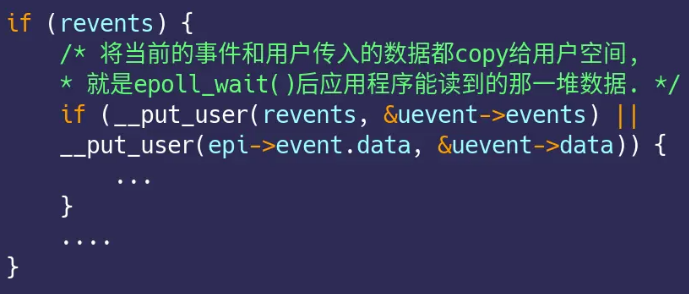 if (revents) {
/* 将当前的事件和用户传入的数据都copy给用户空间,
* 就是epoll_wait()后应用程序能读到的那一堆数据. */
if (__put_user(revents, &uevent->events) ||
__put_user(epi->event.data, &uevent->data)) {
...
}
....
}